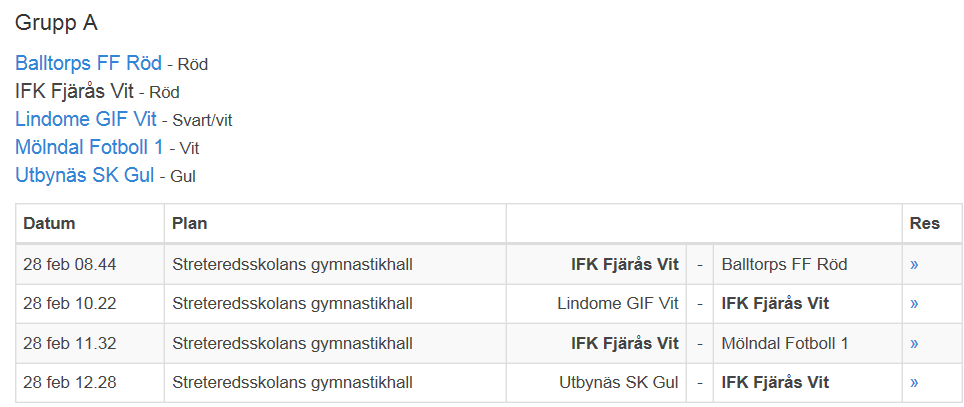 Grupp A
Balltorps FF Röd - Röd
IFK Fjärås Vit - Röd
Lindome GIF Vit - Svart/vit
Mölndal Fotboll 1 - Vit
Utbynäs SK Gul - Gul
Datum Plan Res
28 feb 08.44 Streteredsskolans gymnastikhall IFK Fjärås Vit - Balltorps FF Röd »
28 feb 10.22 Streteredsskolans gymnastikhall Lindome GIF Vit - IFK Fjärås Vit »
28 feb 11.32 Streteredsskolans gymnastikhall IFK Fjärås Vit - Mölndal Fotboll 1 »
28 feb 12.28 Streteredsskolans gymnastikhall Utbynäs SK Gul - IFK Fjärås Vit »